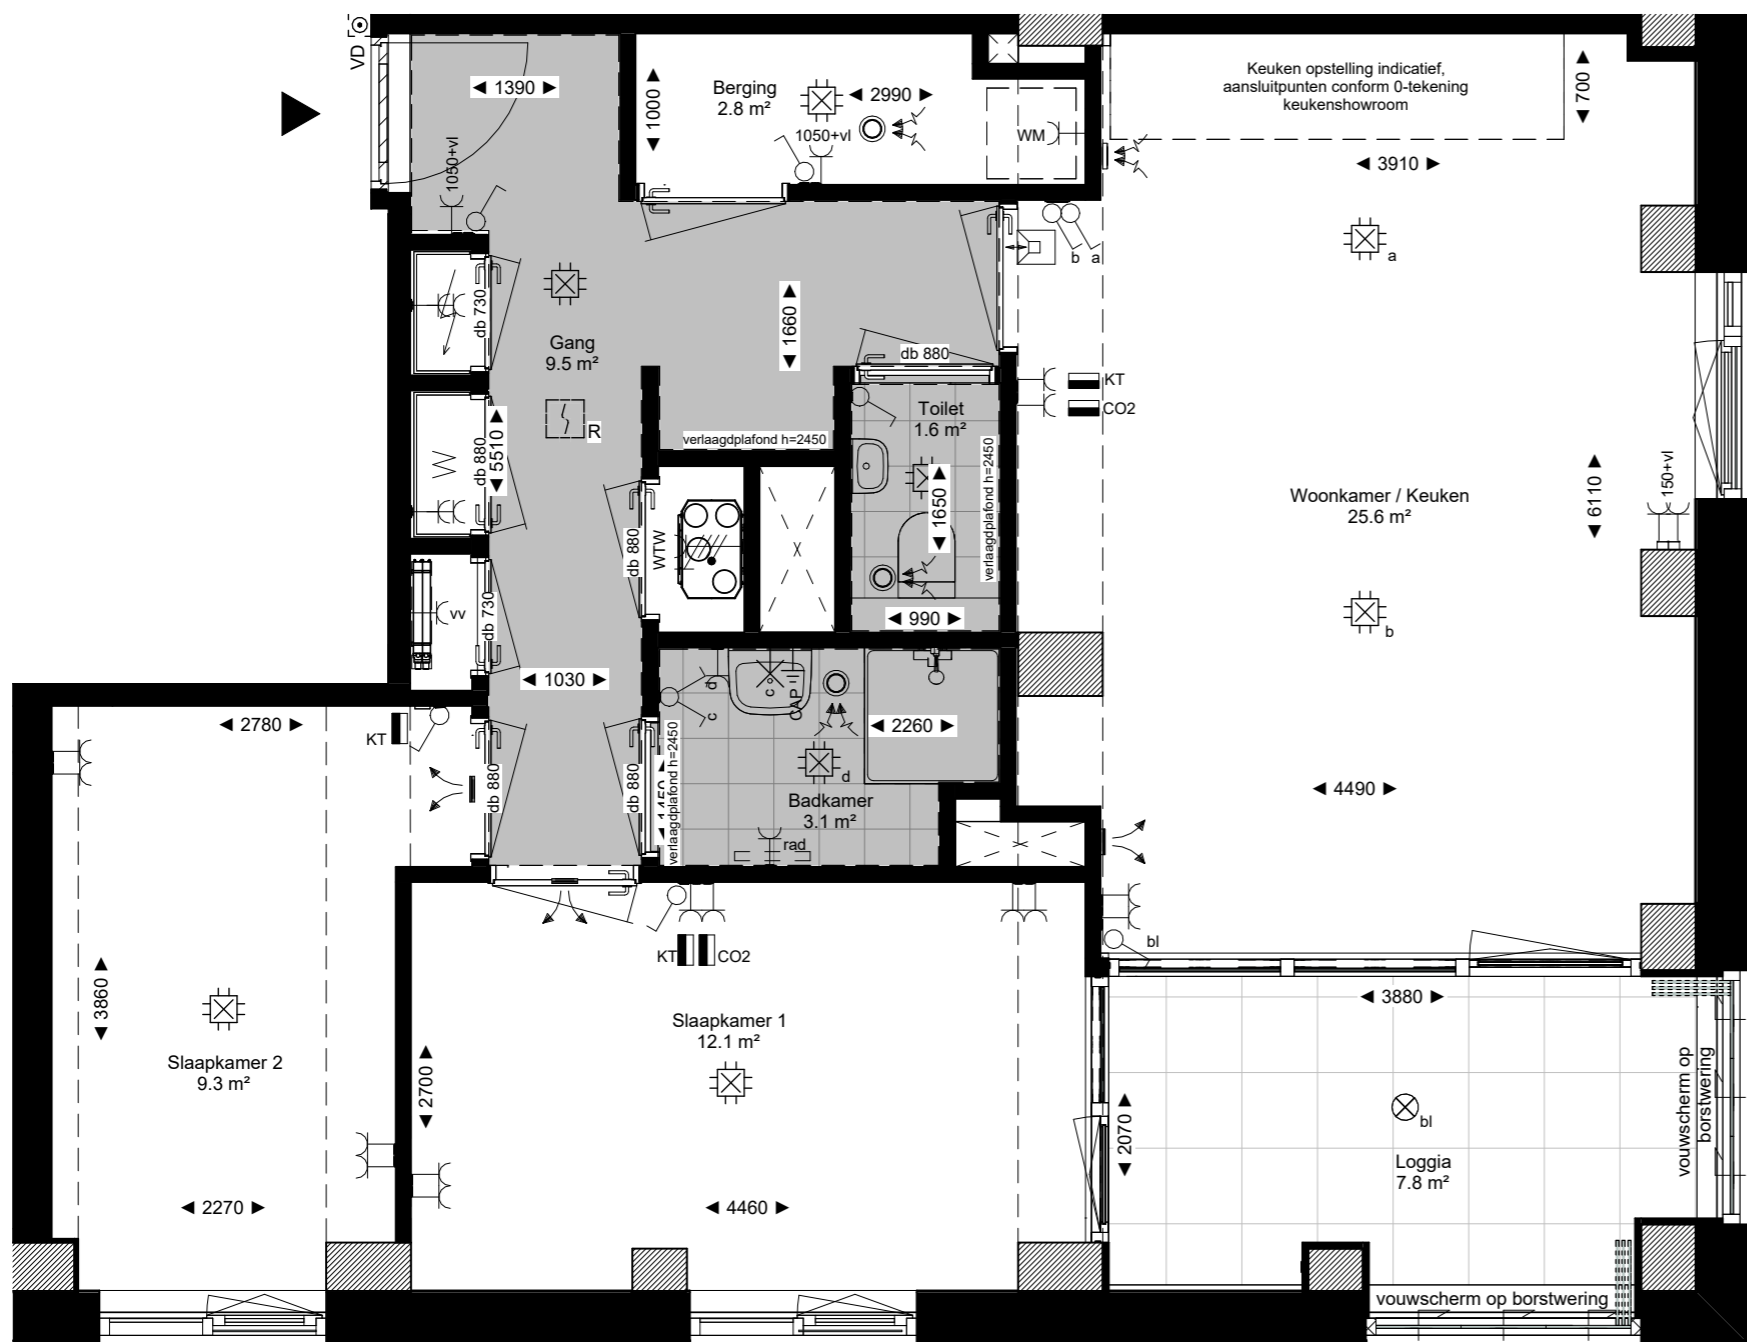 VD
◄ 1390 ►
◄ 1000 ►
Berging
2.8 m²
◄ 2990 ►
1050+vl
WM
Keuken opstelling indicatief,
aansluitpunten conform 0-tekening
keukenshowroom
◄ 700 ►
◄ 3910 ►
1050+vl
b a
a
db 730
Gang
9.5 m²
◄ 1660 ►
db 880
KT
CO2
R
W
db 880
◄ 5510 ►
verlaagdplafond h=2450
Toilet
1.6 m²
◄ 1650 ►
verlaagdplafond h=2450
◄ 990 ►
Woonkamer / Keuken
25.6 m²
◄ 6110 ►
150+vl
b
db 880
WTW
vv
db 730
◄ 1030 ►
d
c
c
CAP
◄ 2260 ►
d
Badkamer
3.1 m²
rad
◄ 1450 ►
verlaagdplafond h=2450
db 880
db 880
◄ 2780 ►
KT
◄ 4490 ►
bl
KT
CO2
◄ 3860 ►
Slaapkamer 2
9.3 m²
◄ 2270 ►
◄ 2700 ►
Slaapkamer 1
12.1 m²
◄ 4460 ►
◄ 3880 ►
◄ 2070 ►
bl
Loggia
7.8 m²
vouwscherm op
borstwering
vouwscherm op borstwering